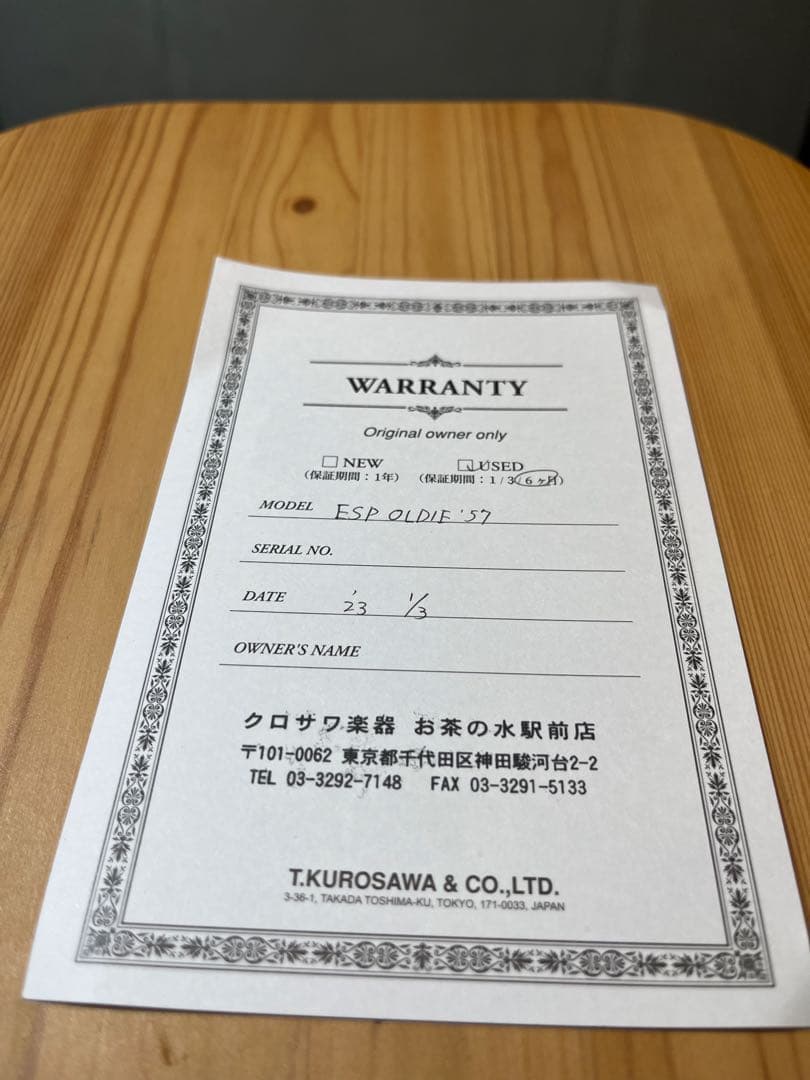 WARRANTY
Original owner only
□ NEW ☑ USED
（保証期間：1年） （保証期間：1/3/6ヶ月）
MODEL ESP OLDIE '57
SERIAL NO.
DATE '23 1/3
OWNER'S NAME
クロサワ楽器 お茶の水駅前店
〒101-0062 東京都千代田区神田駿河台2-2
TEL 03-3292-7148 FAX 03-3291-5133
T.KUROSAWA & CO.,LTD.
3-36-1, TAKADA TOSHIMA-KU, TOKYO, 171-0033, JAPAN